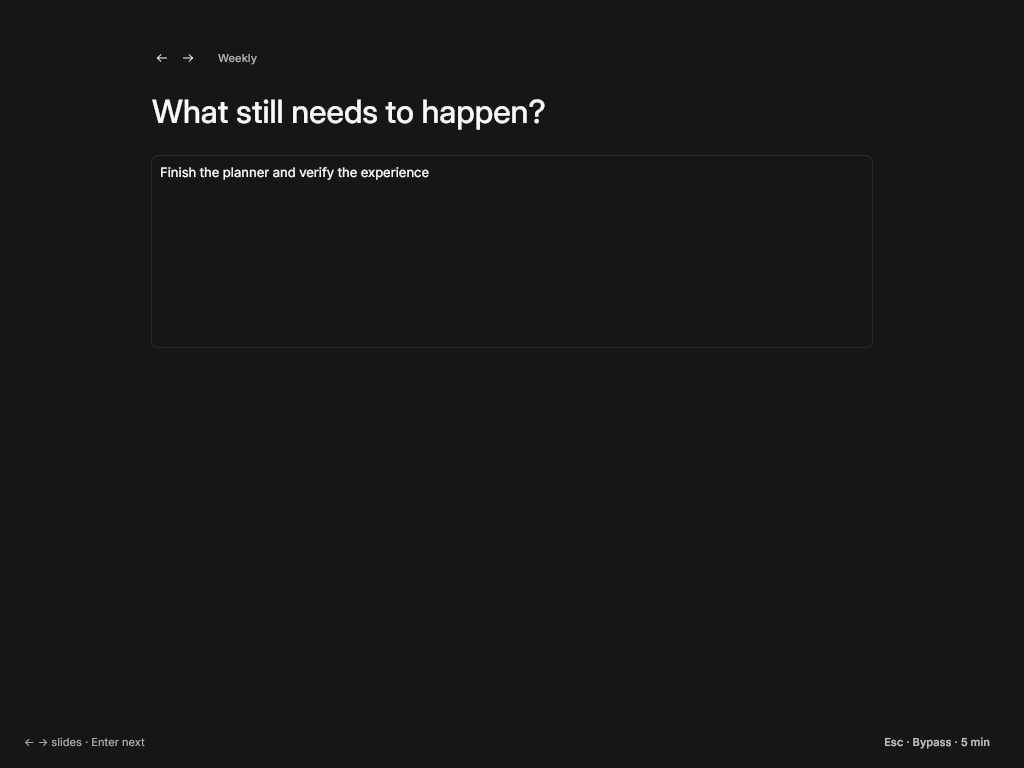 ← → Weekly
What still needs to happen?
Finish the planner and verify the experience
← → slides · Enter next
Esc · Bypass · 5 min